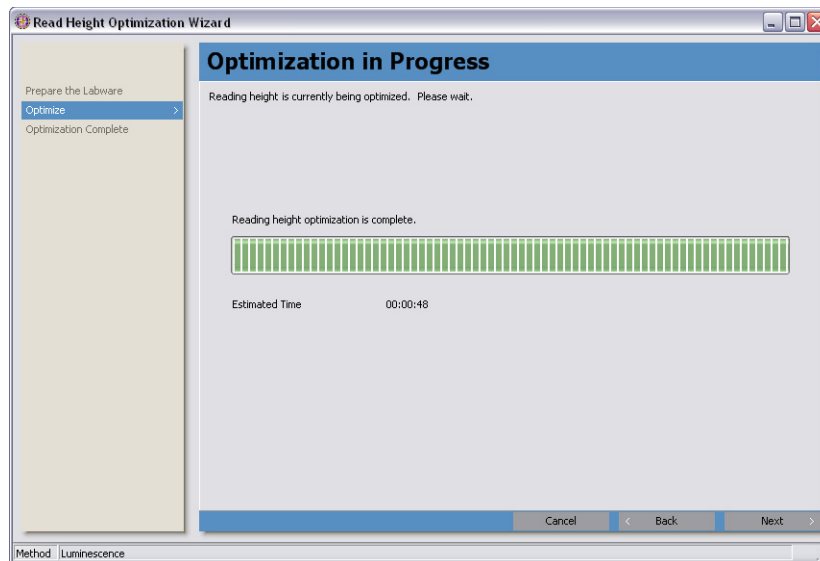 Read Height Optimization Wizard
Prepare the Labware
Optimize >
Optimization Complete
Optimization in Progress
Reading height is currently being optimized. Please wait.
Reading height optimization is complete.
Estimated Time 00:00:48
Cancel < Back Next >
Method Luminescence